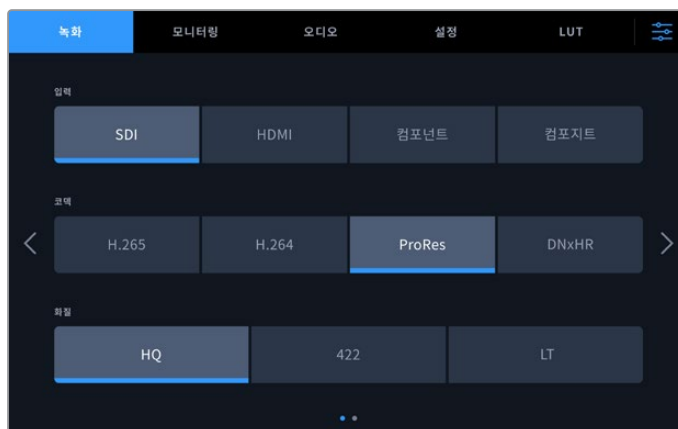 녹화 모니터링 오디오 설정 LUT
입력
SDI HDMI 컴포넌트 컴포지트
코덱
H.265 H.264 ProRes DNxHR
화질
HQ 422 LT